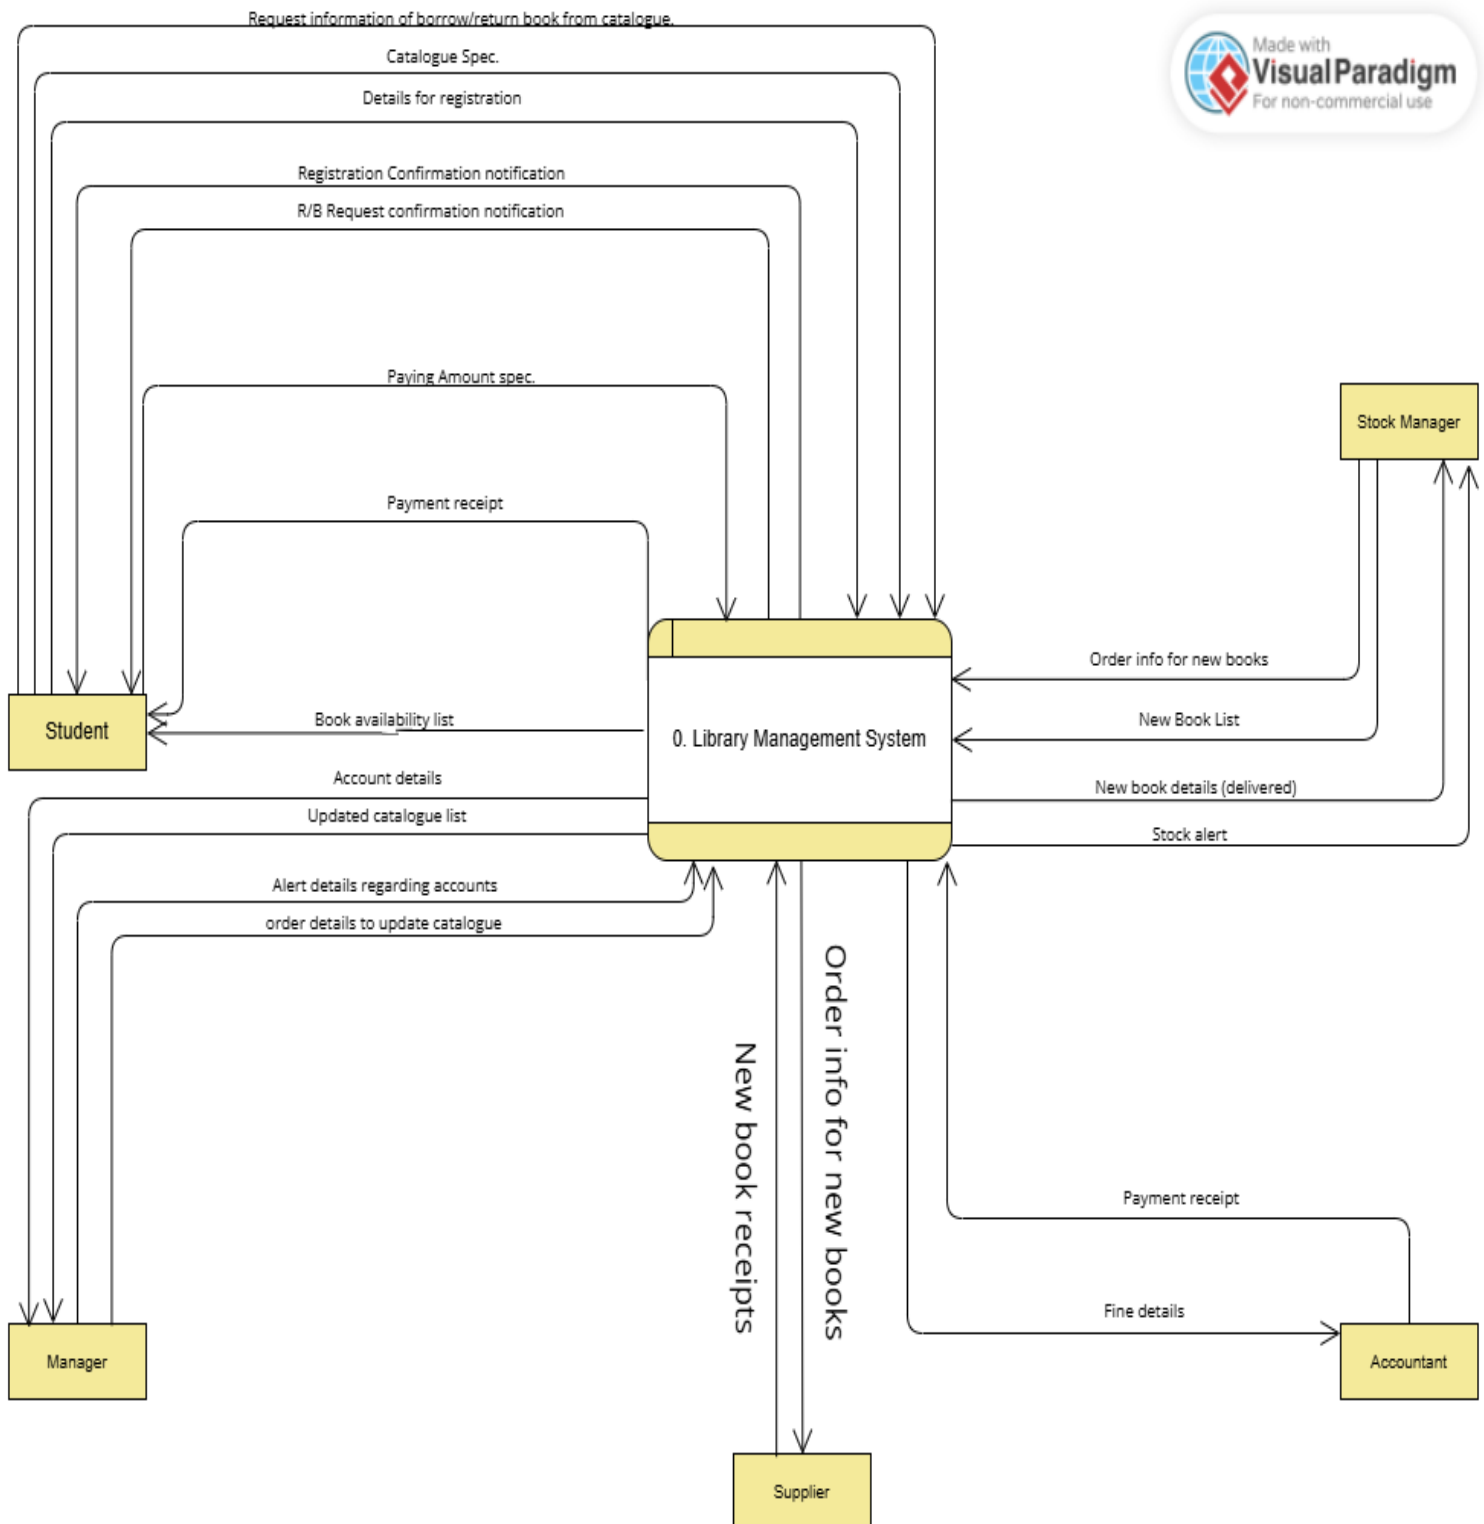 Request information of borrow/return book from catalogue.
Made with
Visual Paradigm
For non-commercial use
Catalogue Spec.
Details for registration
Registration Confirmation notification
R/B Request confirmation notification
Paying Amount spec.
Stock Manager
Payment receipt
Order info for new books
Student
Book availability list
0. Library Management System
New Book List
Account details
New book details (delivered)
Updated catalogue list
Stock alert
Alert details regarding accounts
order details to update catalogue
Order info for new books
New book receipts
Payment receipt
Fine details
Manager
Accountant
Supplier